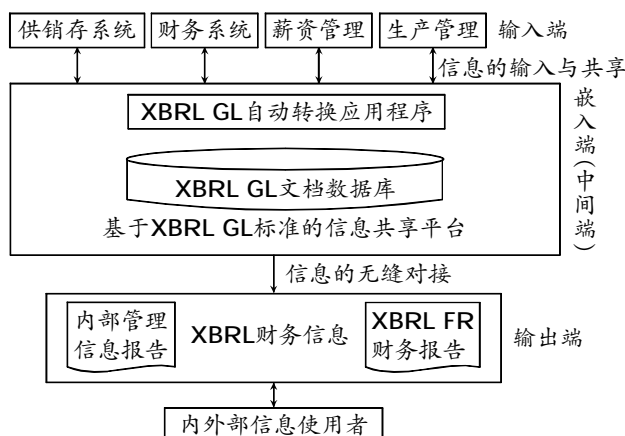 供销存系统 财务系统 薪资管理 生产管理 输入端
信息的输入与共享
XBRL GL自动转换应用程序
XBRL GL文档数据库
基于XBRL GL标准的信息共享平台
嵌入端(中间端)
信息的无缝对接
内部管理
信息报告
XBRL财务信息
XBRL FR
财务报告
输出端
内外部信息使用者